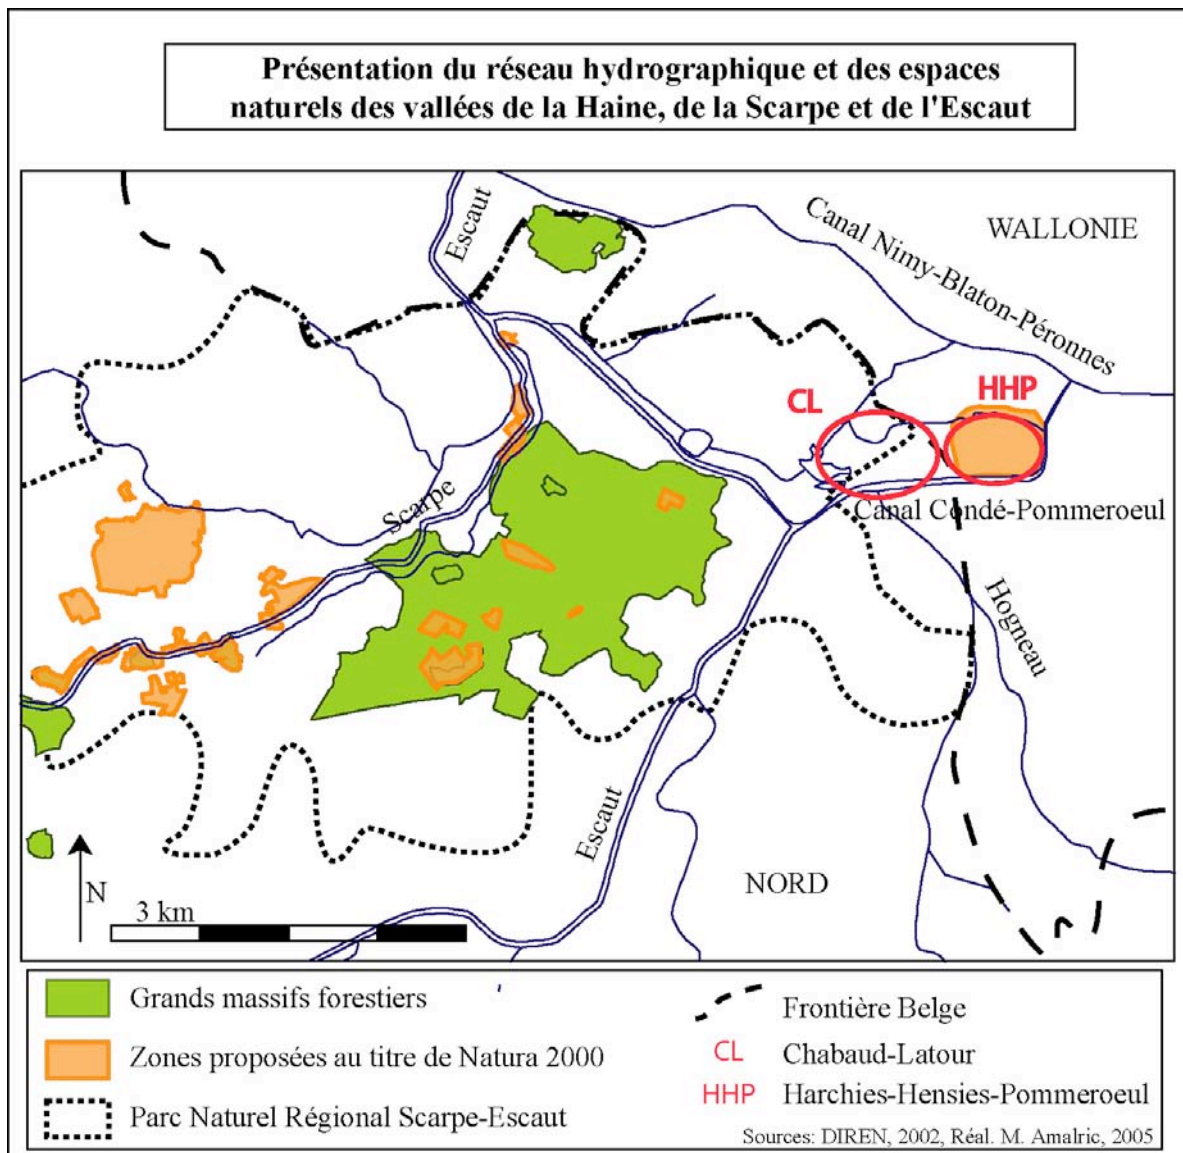 Présentation du réseau hydrographique et des espaces
naturels des vallées de la Haine, de la Scarpe et de l'Escaut
Escaut
Canal Nimy-Blaton-Péronnes
WALLONIE
CL
HHP
Scarpe
Canal Condé-Pommeroeul
Hogneau
Escaut
NORD
N
3 km
Grands massifs forestiers
Zones proposées au titre de Natura 2000
Parc Naturel Régional Scarpe-Escaut
Frontière Belge
CL Chabaud-Latour
HHP Harchies-Hensies-Pommeroeul
Sources: DIREN, 2002, Réal. M. Amalric, 2005